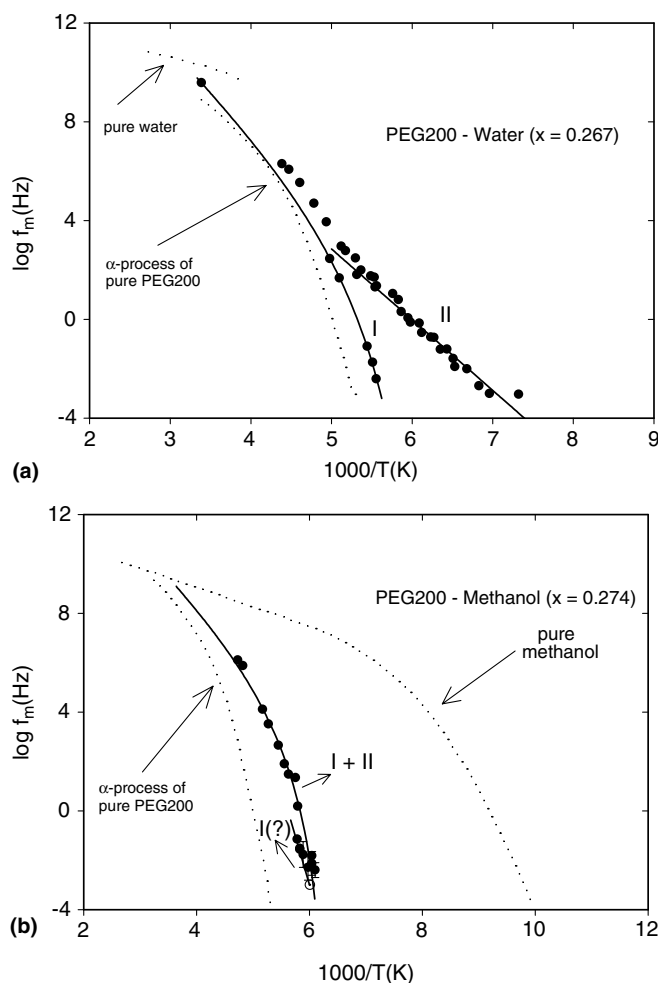 12
8
4
0
-4
log fm(Hz)
pure water
PEG200 - Water (x = 0.267)
α-process of
pure PEG200
I
II
2 3 4 5 6 7 8 9
1000/T(K)
(a)
12
8
4
0
-4
log fm(Hz)
PEG200 - Methanol (x = 0.274)
pure
methanol
α-process of
pure PEG200
I + II
I(?)
2 4 6 8 10 12
1000/T(K)
(b)